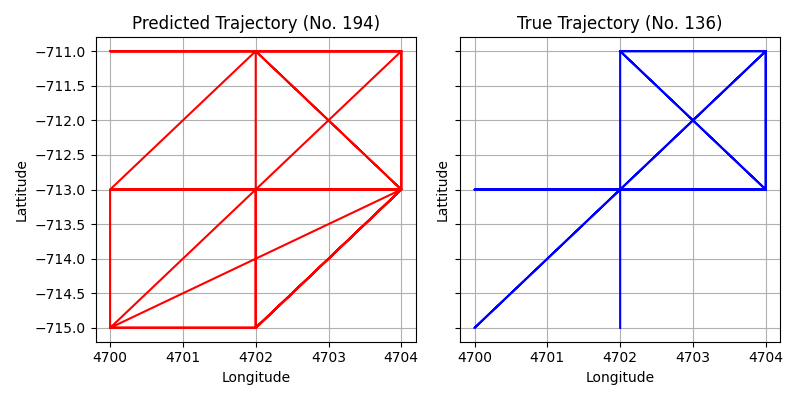 Predicted Trajectory (No. 194)
True Trajectory (No. 136)
−711.0
−711.5
−712.0
−712.5
−713.0
−713.5
−714.0
−714.5
−715.0
Lattitude
Lattitude
4700 4701 4702 4703 4704
4700 4701 4702 4703 4704
Longitude
Longitude